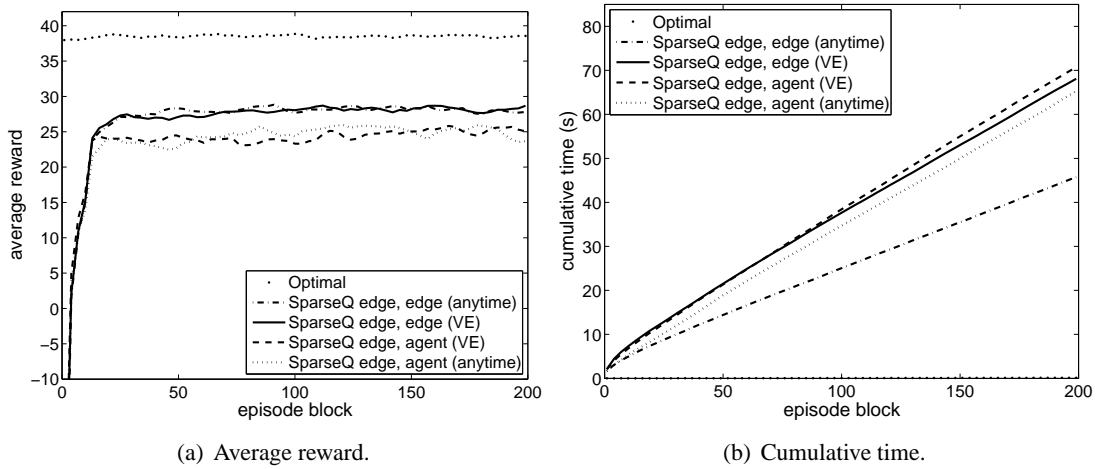 40
35
30
25
20
15
10
5
0
−5
−10
0
50
100
150
200
average reward
episode block
Optimal
SparseQ edge, edge (anytime)
SparseQ edge, edge (VE)
SparseQ edge, agent (VE)
SparseQ edge, agent (anytime)
(a) Average reward.
80
70
60
50
40
30
20
10
0
0
50
100
150
200
cumulative time (s)
episode block
Optimal
SparseQ edge, edge (anytime)
SparseQ edge, edge (VE)
SparseQ edge, agent (VE)
SparseQ edge, agent (anytime)
(b) Cumulative time.